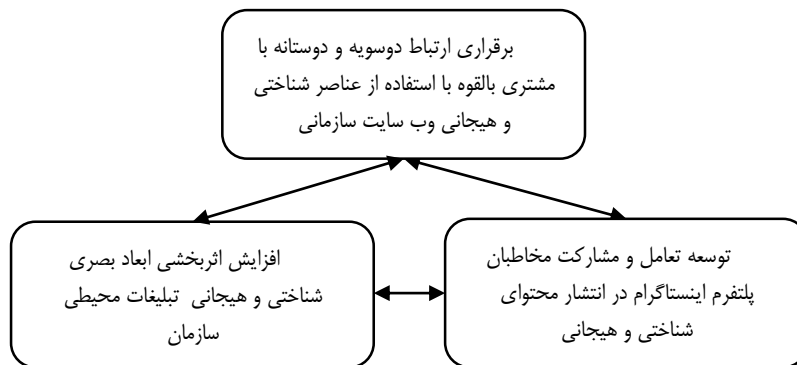 برقراری ارتباط دوسویه و دوستانه با
مشتری بالقوه با استفاده از عناصر شناختی
و هیجانی وب سایت سازمانی
توسعه تعامل و مشارکت مخاطبان
پلتفرم اینستاگرام در انتشار محتوای
شناختی و هیجانی
افزایش اثربخشی ابعاد بصری
شناختی و هیجانی تبلیغات محیطی
سازمان